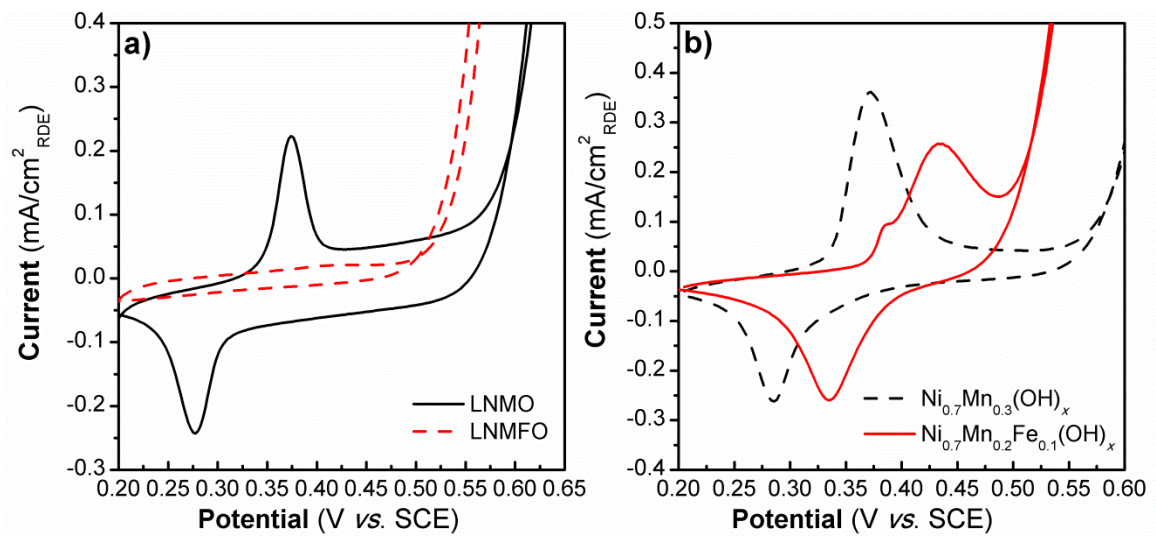 a)
Current (mA/cm²RDE)
0.4
0.3
0.2
0.1
0.0
-0.1
-0.2
-0.3
0.20 0.25 0.30 0.35 0.40 0.45 0.50 0.55 0.60 0.65
Potential (V vs. SCE)
LNMO
LNMFO
b)
Current (mA/cm²RDE)
0.5
0.4
0.3
0.2
0.1
0.0
-0.1
-0.2
-0.3
-0.4
0.20 0.25 0.30 0.35 0.40 0.45 0.50 0.55 0.60
Potential (V vs. SCE)
Ni0.7Mn0.3(OH)x
Ni0.7Mn0.2Fe0.1(OH)x